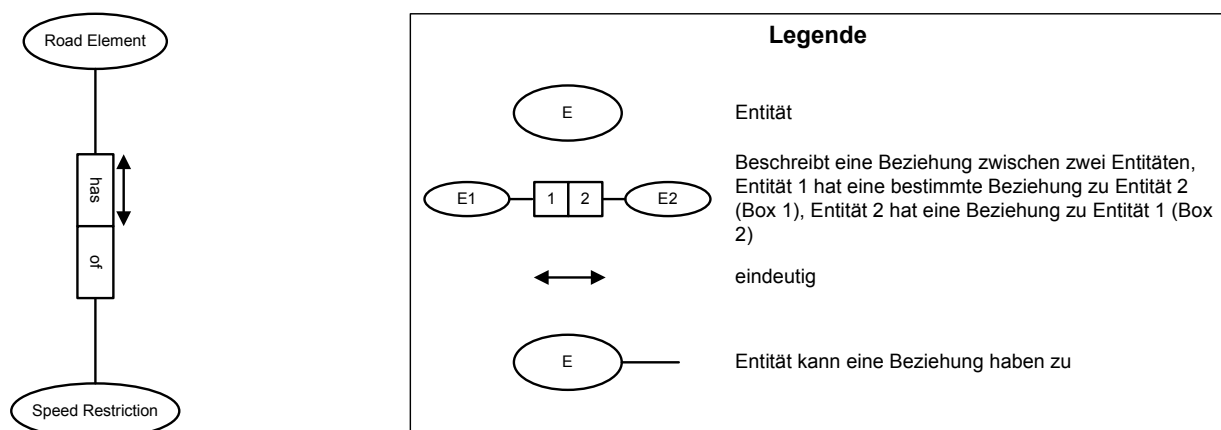 Road Element
has
of
Speed Restriction
Legende
E
Entität
E1
1
2
E2
Beschreibt eine Beziehung zwischen zwei Entitäten,
Entität 1 hat eine bestimmte Beziehung zu Entität 2
(Box 1), Entität 2 hat eine Beziehung zu Entität 1 (Box
2)
eindeutig
E
Entität kann eine Beziehung haben zu